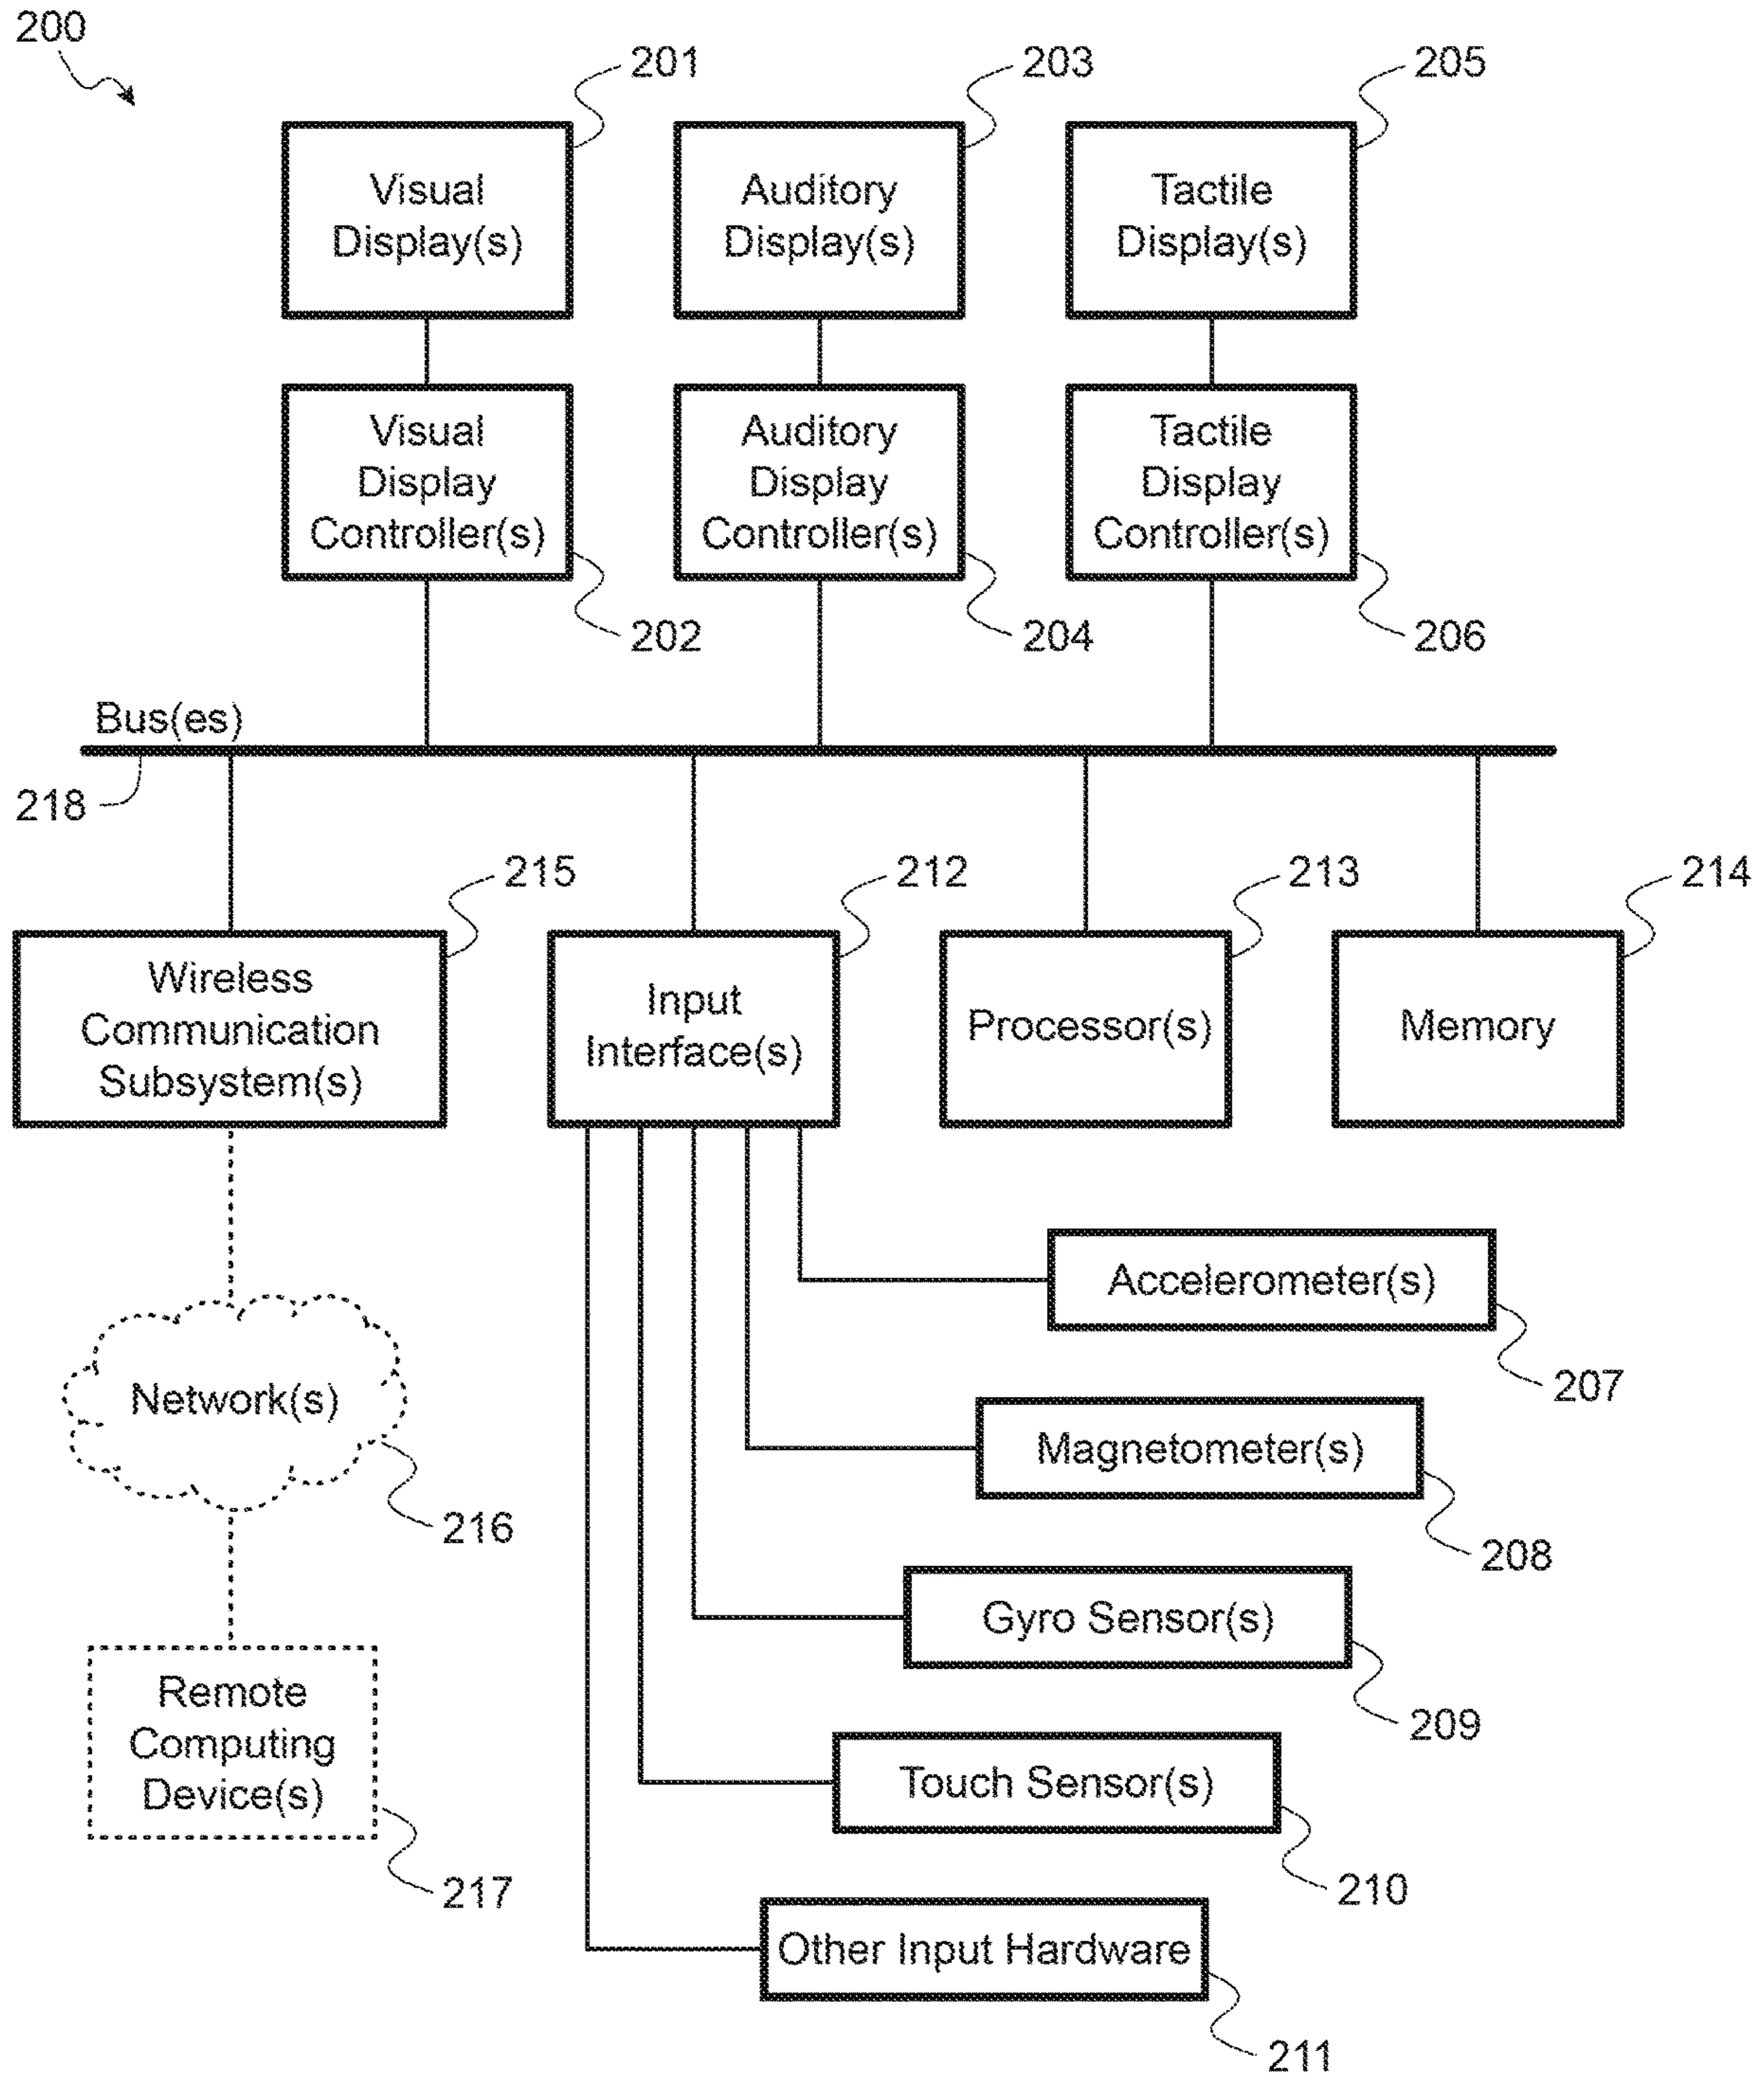 200
201
203
205
Visual
Display(s)
Auditory
Display(s)
Tactile
Display(s)
Visual
Display
Controller(s)
Auditory
Display
Controller(s)
Tactile
Display
Controller(s)
202
204
206
Bus(es)
218
215
212
213
214
Wireless
Communication
Subsystem(s)
Input
Interface(s)
Processor(s)
Memory
Accelerometer(s)
207
Network(s)
216
Magnetometer(s)
208
Gyro Sensor(s)
209
Remote
Computing
Device(s)
217
Touch Sensor(s)
210
Other Input Hardware
211